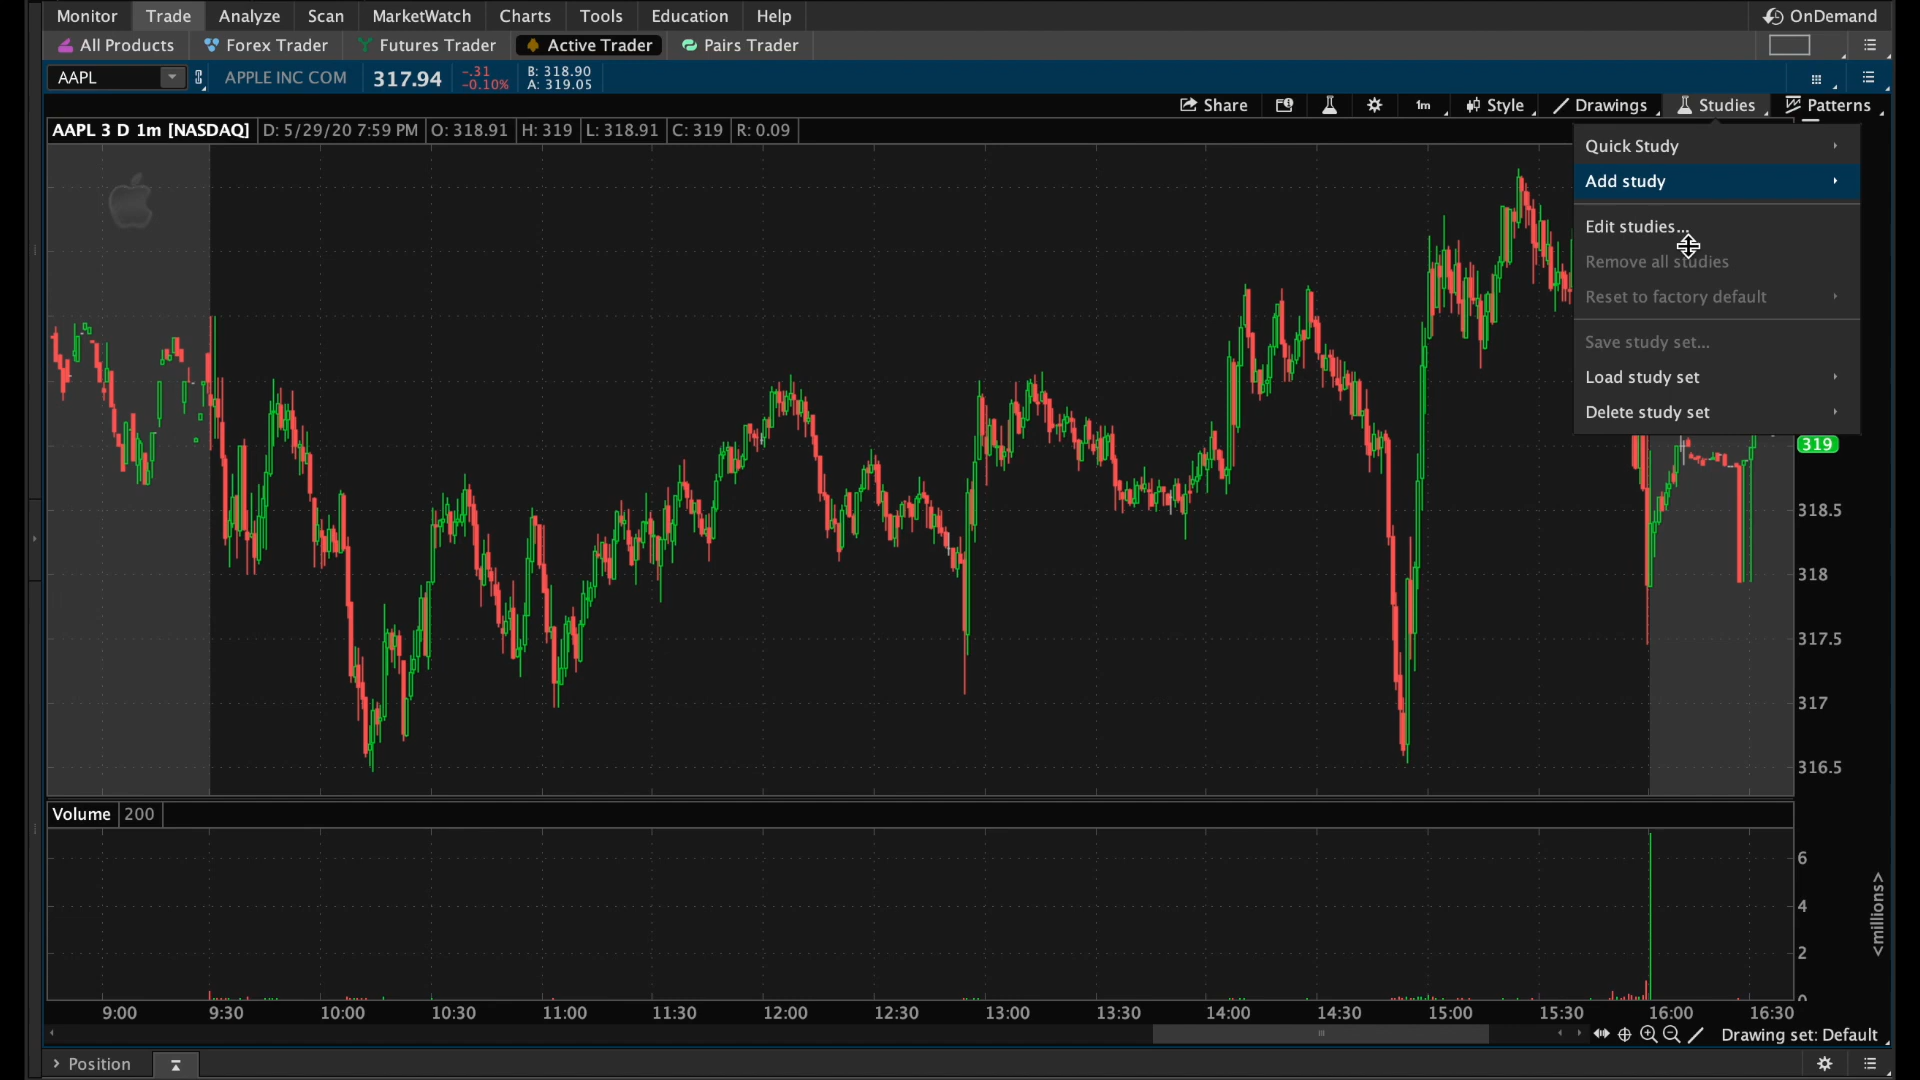 Monitor Trade Analyze Scan MarketWatch Charts Tools Education Help OnDemand
All Products Forex Trader Futures Trader Active Trader Pairs Trader
AAPL APPLE INC COM 317.94 -.31 -0.10% B: 318.90 A: 319.05
Share 1m Style Drawings Studies Patterns
AAPL 3 D 1m [NASDAQ] D: 5/29/20 7:59 PM O: 318.91 H: 319 L: 318.91 C: 319 R: 0.09
Quick Study
Add study
Edit studies...
Remove all studies
Reset to factory default
Save study set...
Load study set
Delete study set
319
318.5
318
317.5
317
316.5
Volume 200
6
4
2
0
<millions>
9:00 9:30 10:00 10:30 11:00 11:30 12:00 12:30 13:00 13:30 14:00 14:30 15:00 15:30 16:00 16:30
Drawing set: Default
Position